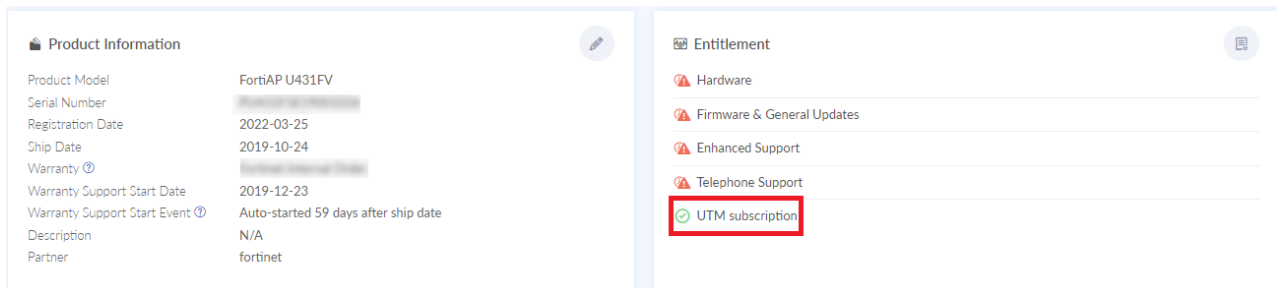 Product Information
Product Model FortiAP U431FV
Serial Number
Registration Date 2022-03-25
Ship Date 2019-10-24
Warranty
Warranty Support Start Date 2019-12-23
Warranty Support Start Event Auto-started 59 days after ship date
Description N/A
Partner fortinet
Entitlement
Hardware
Firmware & General Updates
Enhanced Support
Telephone Support
UTM subscription